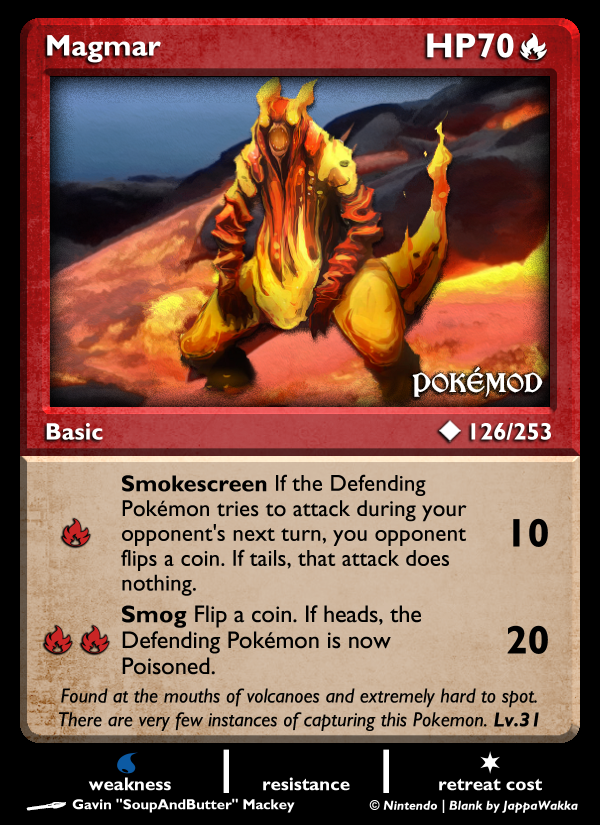 Magmar HP70
POKÉMOD
Basic 126/253
Smokescreen If the Defending
Pokémon tries to attack during your
opponent's next turn, you opponent
flips a coin. If tails, that attack does
nothing.
10
Smog Flip a coin. If heads, the
Defending Pokémon is now
Poisoned.
20
Found at the mouths of volcanoes and extremely hard to spot.
There are very few instances of capturing this Pokemon. Lv.31
weakness resistance retreat cost
Gavin "SoupAndButter" Mackey © Nintendo | Blank by JappaWakka